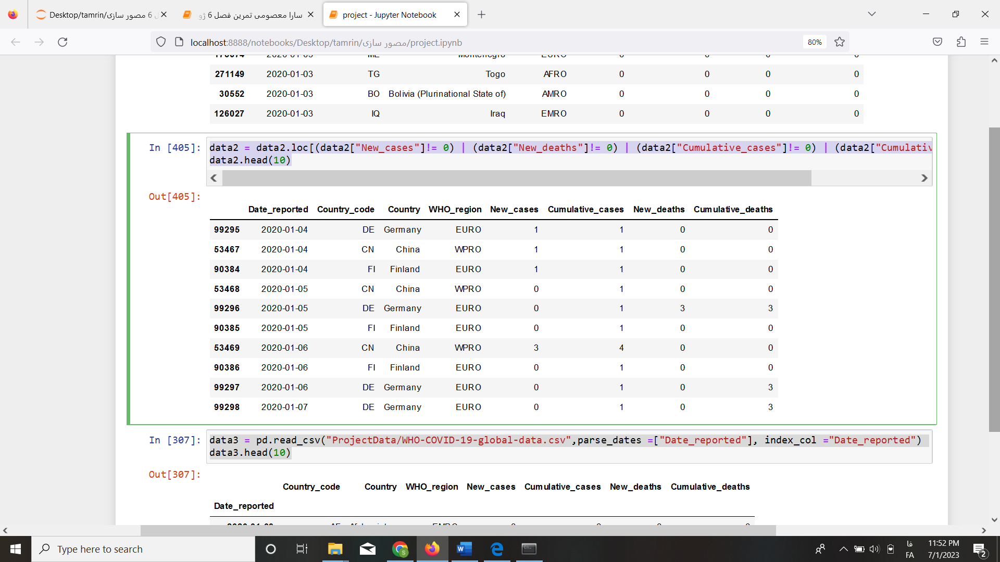 Desktop/tamrin/ل 6 مصور سازی
سارا معصومی تمرین فصل 6 ژو
project - Jupyter Notebook
localhost:8888/notebooks/Desktop/tamrin/مصور سازی/project.ipynb
80%
271149 2020-01-03 TG Togo AFRO 0 0 0 0
30552 2020-01-03 BO Bolivia (Plurinational State of) AMRO 0 0 0 0
126027 2020-01-03 IQ Iraq EMRO 0 0 0 0
In [405]: data2 = data2.loc[(data2["New_cases"]!= 0) | (data2["New_deaths"]!= 0) | (data2["Cumulative_cases"]!= 0) | (data2["Cumulativ
data2.head(10)
Out[405]:
Date_reported Country_code Country WHO_region New_cases Cumulative_cases New_deaths Cumulative_deaths
99295 2020-01-04 DE Germany EURO 1 1 0 0
53467 2020-01-04 CN China WPRO 1 1 0 0
90384 2020-01-04 FI Finland EURO 1 1 0 0
53468 2020-01-05 CN China WPRO 0 1 0 0
99296 2020-01-05 DE Germany EURO 0 1 3 3
90385 2020-01-05 FI Finland EURO 0 1 0 0
53469 2020-01-06 CN China WPRO 3 4 0 0
90386 2020-01-06 FI Finland EURO 0 1 0 0
99297 2020-01-06 DE Germany EURO 0 1 0 3
99298 2020-01-07 DE Germany EURO 0 1 0 3
In [307]: data3 = pd.read_csv("ProjectData/WHO-COVID-19-global-data.csv",parse_dates =["Date_reported"], index_col ="Date_reported")
data3.head(10)
Out[307]:
Country_code Country WHO_region New_cases Cumulative_cases New_deaths Cumulative_deaths
Date_reported
Type here to search
فا
FA
11:52 PM
7/1/2023
2